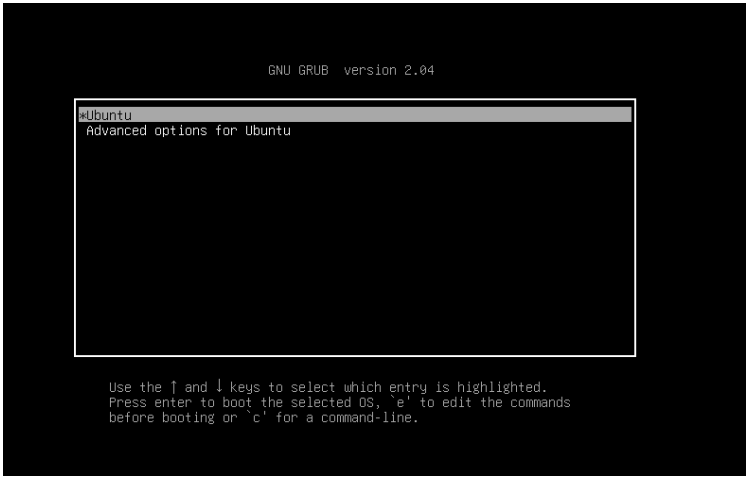 GNU GRUB  version 2.04
*Ubuntu
Advanced options for Ubuntu
Use the ↑ and ↓ keys to select which entry is highlighted.
Press enter to boot the selected OS, `e' to edit the commands
before booting or `c' for a command-line.